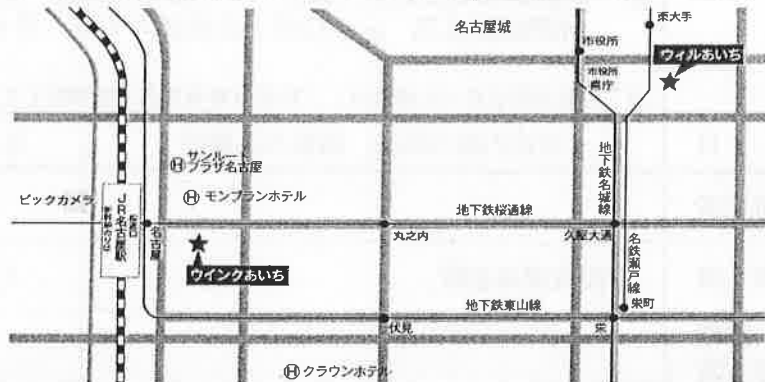 名古屋城
東大手
市役所
ウィルあいち
市役所
県庁
地下鉄名城線
サンルート
プラザ名古屋
モンブランホテル
ビックカメラ
JR名古屋駅
名古屋
地下鉄桜通線
丸之内
久屋大通
名鉄瀬戸線
ウインクあいち
地下鉄東山線
栄町
伏見
栄
Ⓗクラウンホテル